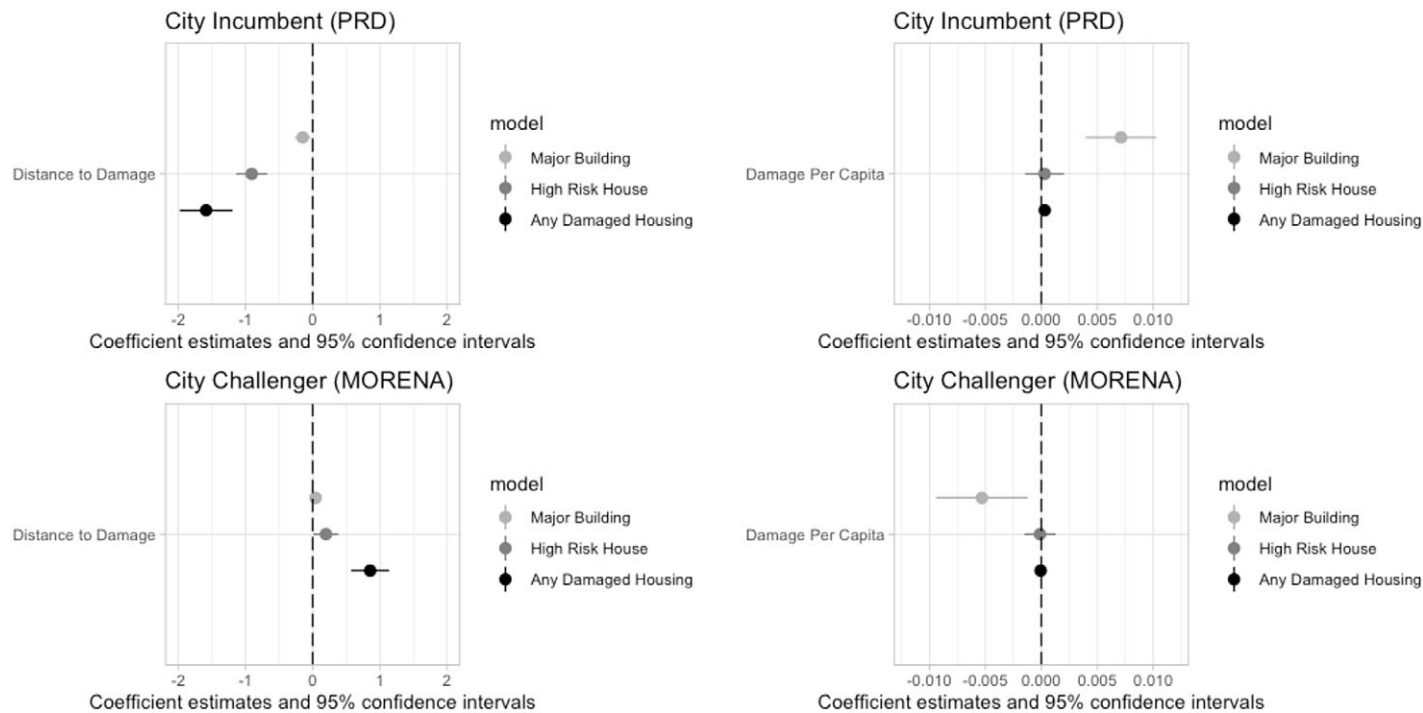 City Incumbent (PRD)
Distance to Damage
model
Major Building
High Risk House
Any Damaged Housing
-2 -1 0 1 2
Coefficient estimates and 95% confidence intervals
City Incumbent (PRD)
Damage Per Capita
model
Major Building
High Risk House
Any Damaged Housing
-0.010 -0.005 0.000 0.005 0.010
Coefficient estimates and 95% confidence intervals
City Challenger (MORENA)
Distance to Damage
model
Major Building
High Risk House
Any Damaged Housing
-2 -1 0 1 2
Coefficient estimates and 95% confidence intervals
City Challenger (MORENA)
Damage Per Capita
model
Major Building
High Risk House
Any Damaged Housing
-0.010 -0.005 0.000 0.005 0.010
Coefficient estimates and 95% confidence intervals